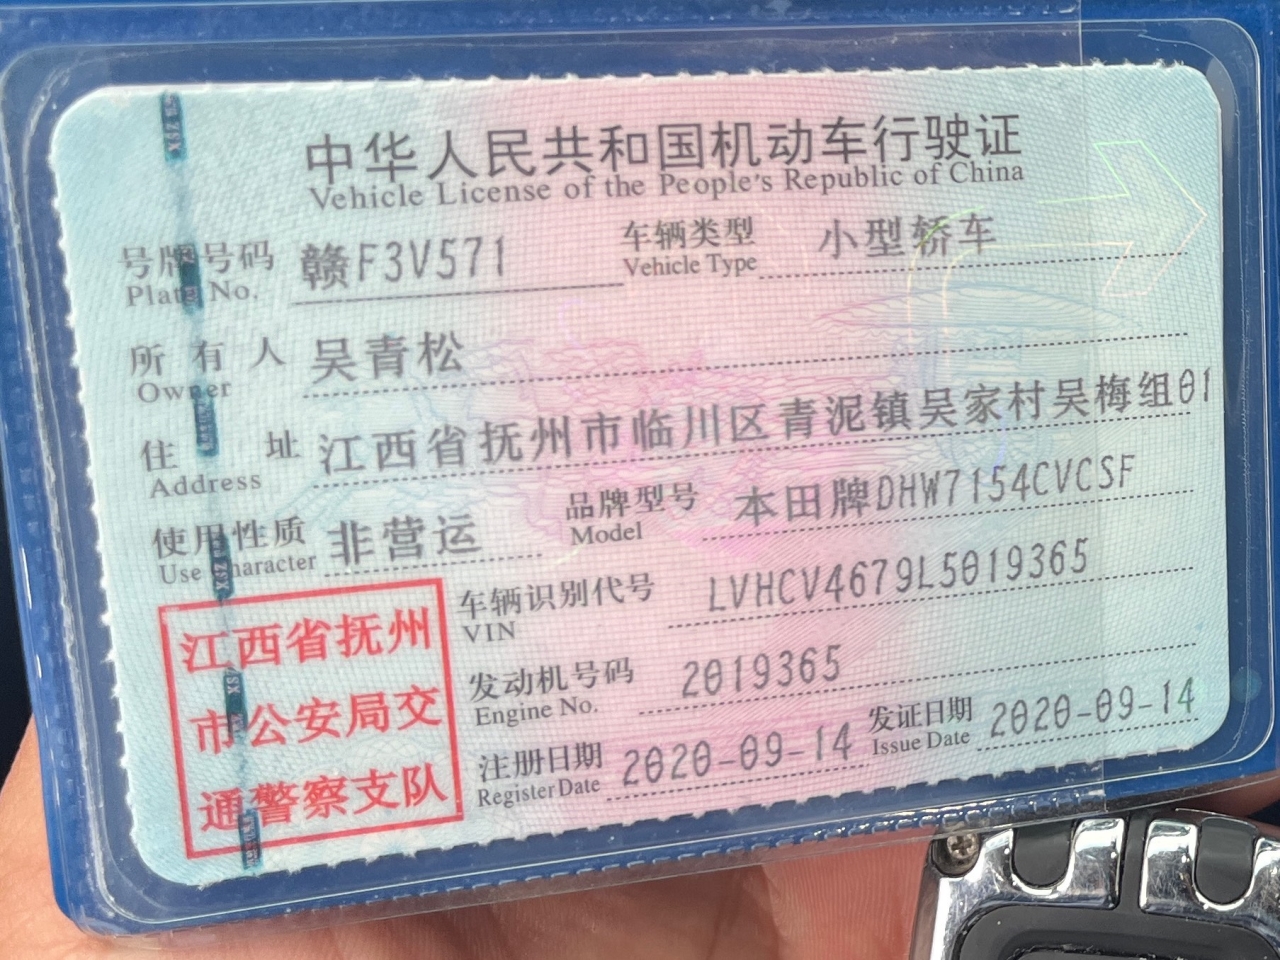 中华人民共和国机动车行驶证
Vehicle License of the People's Republic of China
号牌号码 赣F3V571 车辆类型 小型轿车
Plate No. Vehicle Type
所有人 吴青松
Owner
住址 江西省抚州市临川区青泥镇吴家村吴梅组01
Address
使用性质 非营运 品牌型号 本田牌DHW7154CVCSF
Use Character Model
江西省抚州
市公安局交
通警察支队
车辆识别代号 LVHCV4679L5019365
VIN
发动机号码 2019365
Engine No.
注册日期 2020-09-14 发证日期 2020-09-14
Register Date Issue Date